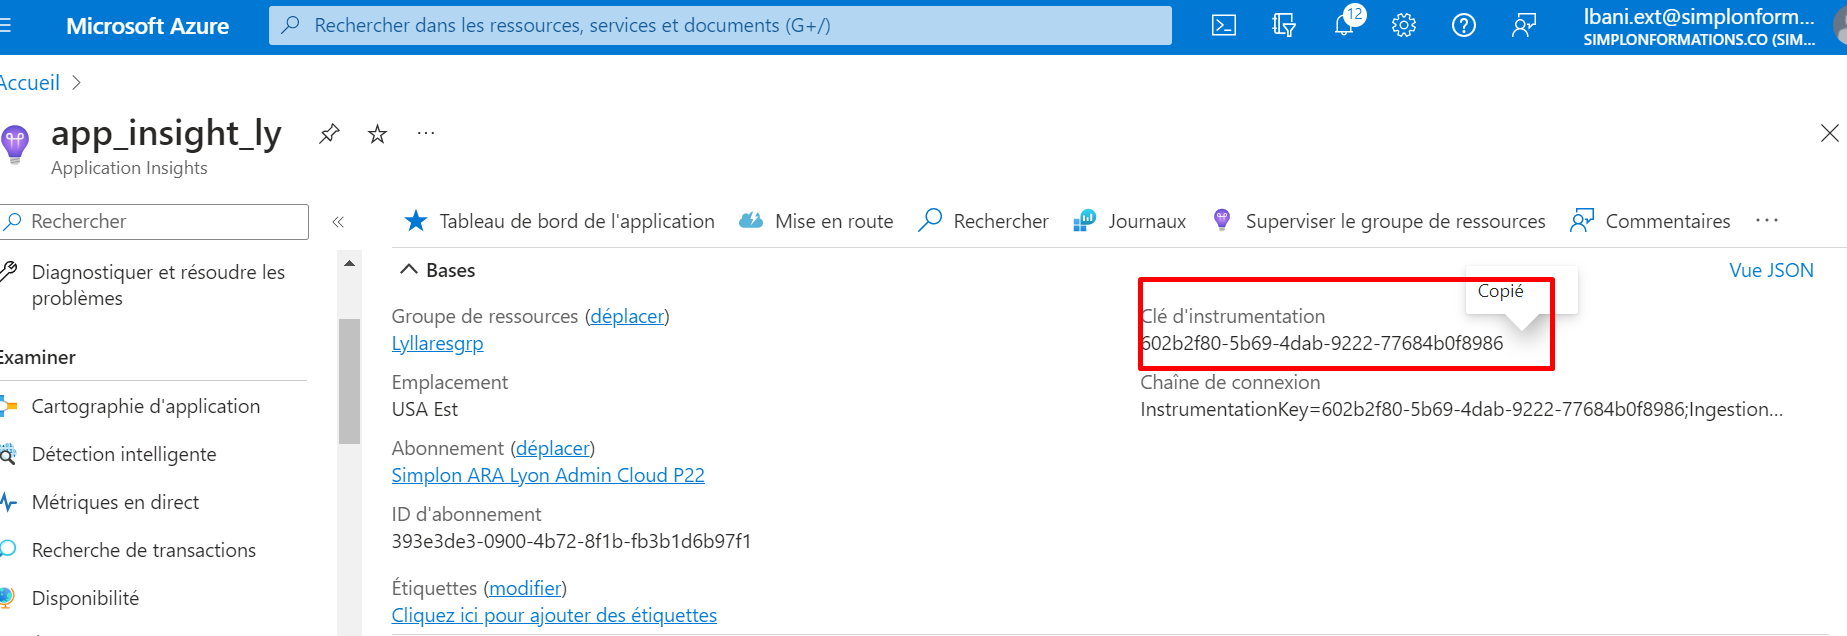 Microsoft Azure
Rechercher dans les ressources, services et documents (G+/)
12
lbani.ext@simplonform...
SIMPLONFORMATIONS.CO (SIM...
Accueil
app_insight_ly
Application Insights
Rechercher
Tableau de bord de l'application
Mise en route
Rechercher
Journaux
Superviser le groupe de ressources
Commentaires
Diagnostiquer et résoudre les
problèmes
Examiner
Cartographie d'application
Détection intelligente
Métriques en direct
Recherche de transactions
Disponibilité
Bases
Vue JSON
Groupe de ressources (déplacer)
Lyllaresgrp
Emplacement
USA Est
Abonnement (déplacer)
Simplon ARA Lyon Admin Cloud P22
ID d'abonnement
393e3de3-0900-4b72-8f1b-fb3b1d6b97f1
Étiquettes (modifier)
Cliquez ici pour ajouter des étiquettes
Copié
Clé d'instrumentation
602b2f80-5b69-4dab-9222-77684b0f8986
Chaîne de connexion
InstrumentationKey=602b2f80-5b69-4dab-9222-77684b0f8986;Ingestion...